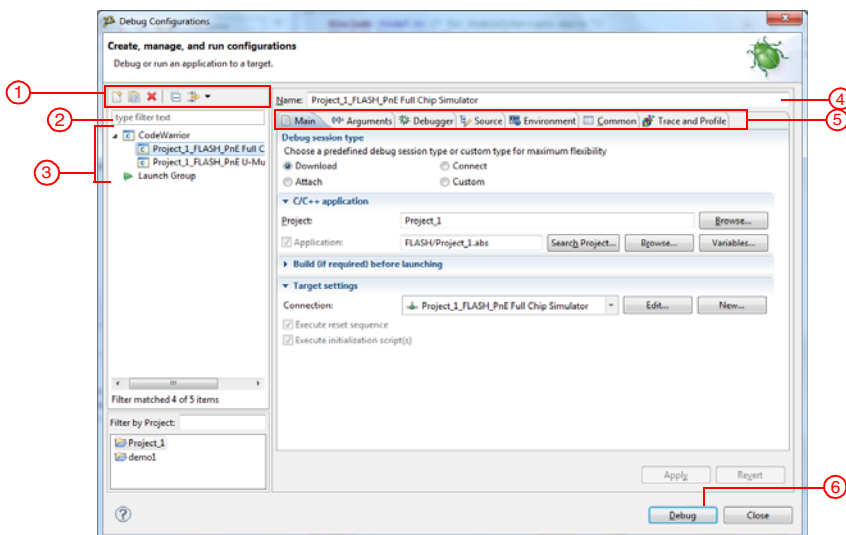 Debug Configurations
Create, manage, and run configurations
Debug or run an application to a target.
1
2
3
4
5
6
type filter text
CodeWarrior
Project_1_FLASH_PnE Full C
Project_1_FLASH_PnE U-Mu
Launch Group
Filter matched 4 of 5 items
Filter by Project:
Project_1
demo1
Name: Project_1_FLASH_PnE Full Chip Simulator
Main (x)= Arguments Debugger Source Environment Common Trace and Profile
Debug session type
Choose a predefined debug session type or custom type for maximum flexibility
Download Connect
Attach Custom
C/C++ application
Project: Project_1 Browse...
Application: FLASH/Project_1.abs Search Project... Browse... Variables...
Build (if required) before launching
Target settings
Connection: Project_1_FLASH_PnE Full Chip Simulator Edit... New...
Execute reset sequence
Execute initialization script(s)
Apply Revert
? Debug Close